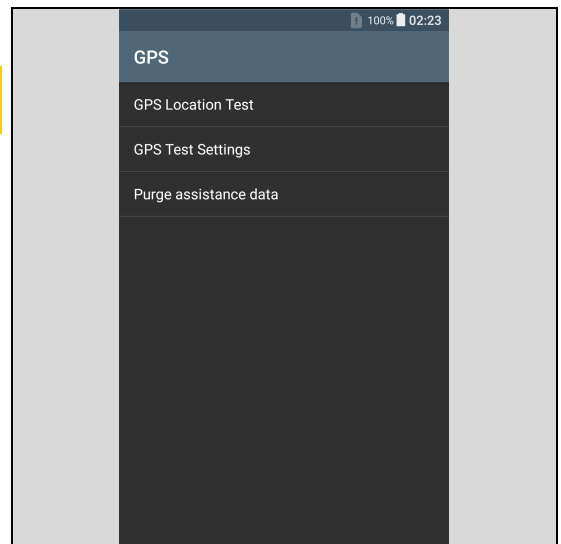 100% 02:23
GPS
GPS Location Test
GPS Test Settings
Purge assistance data